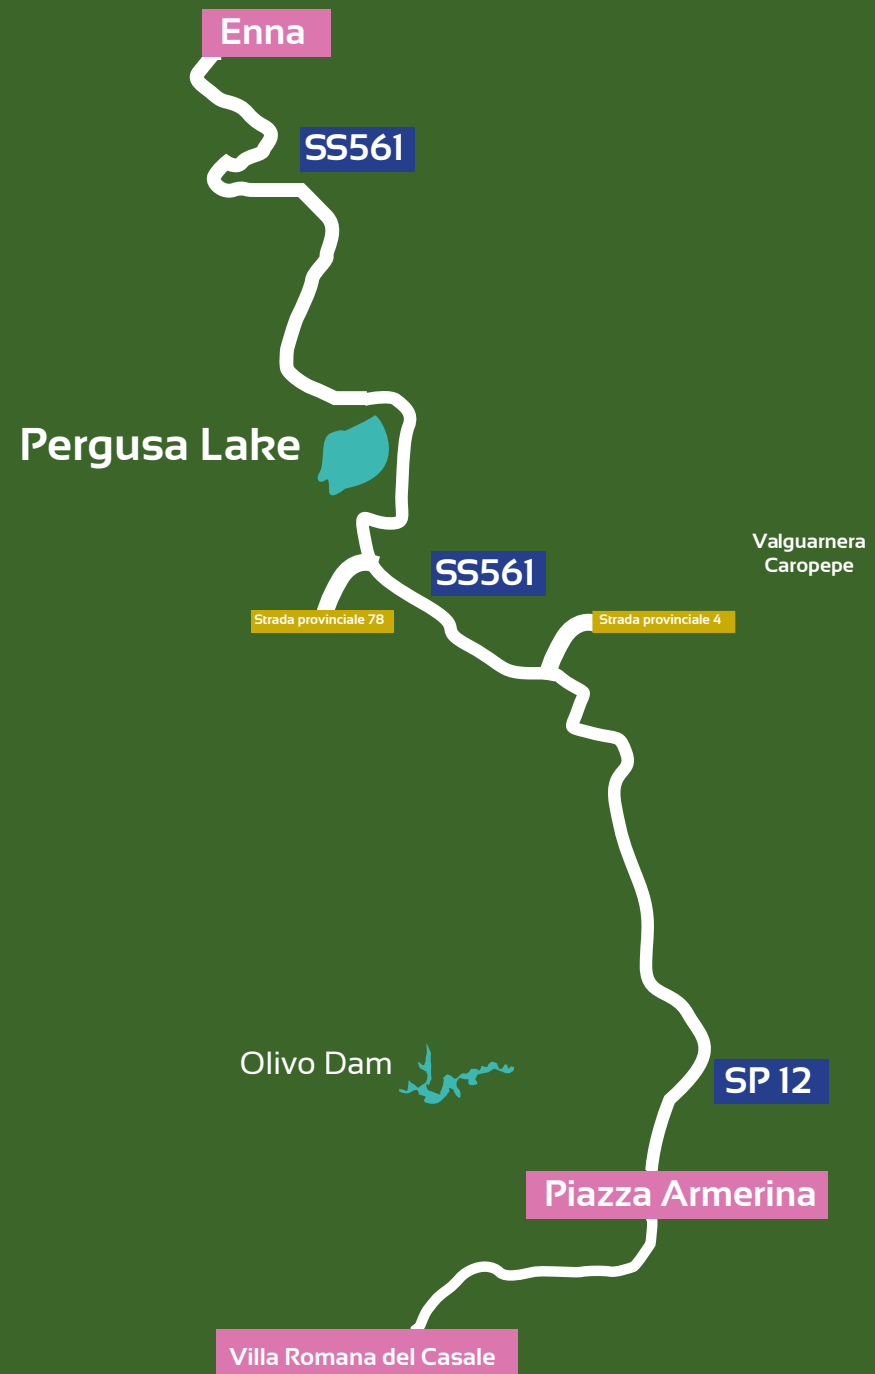 Enna
SS561
Pergusa Lake
Valguarnera
Caropepe
SS561
Strada provinciale 78
Strada provinciale 4
Olivo Dam
SP 12
Piazza Armerina
Villa Romana del Casale